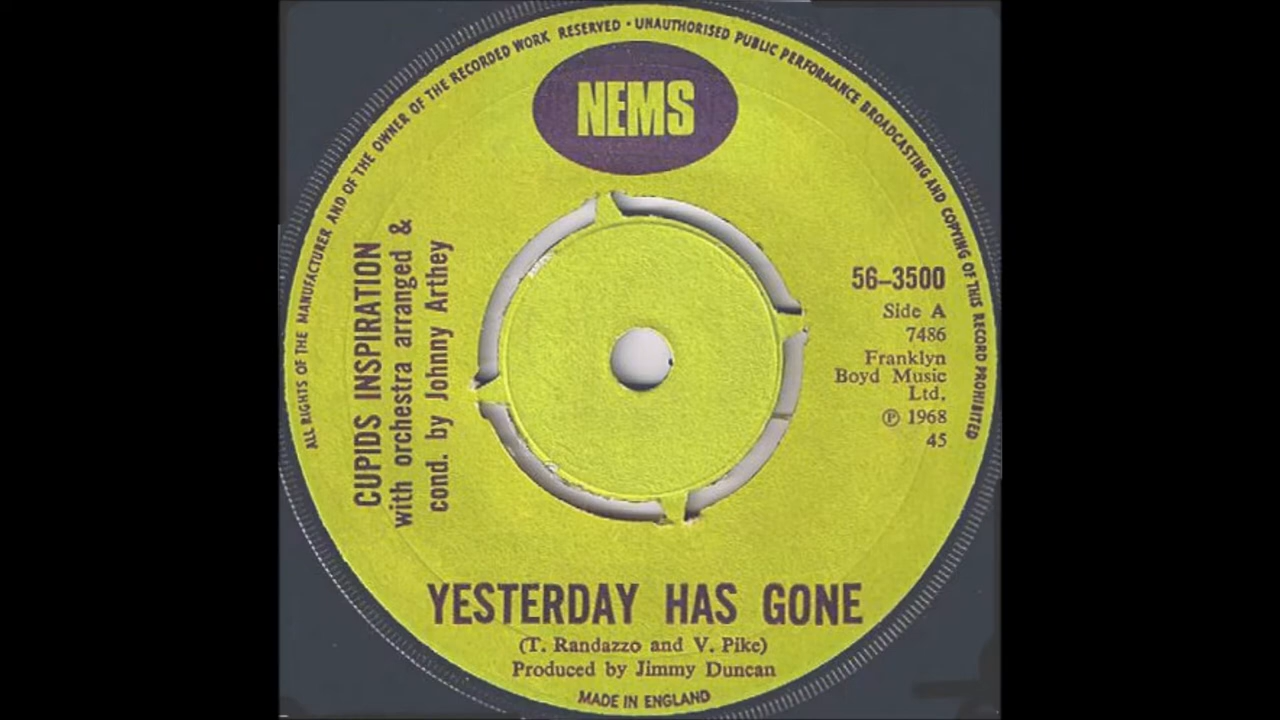 ALL RIGHTS OF THE MANUFACTURER AND OF THE OWNER OF THE RECORDED WORK RESERVED · UNAUTHORISED PUBLIC PERFORMANCE BROADCASTING AND COPYING OF THIS RECORD PROHIBITED
NEMS
CUPIDS INSPIRATION
with orchestra arranged &
cond. by Johnny Arthey
56–3500
Side A
7486
Franklyn
Boyd Music
Ltd.
℗ 1968
45
YESTERDAY HAS GONE
(T. Randazzo and V. Pike)
Produced by Jimmy Duncan
MADE IN ENGLAND